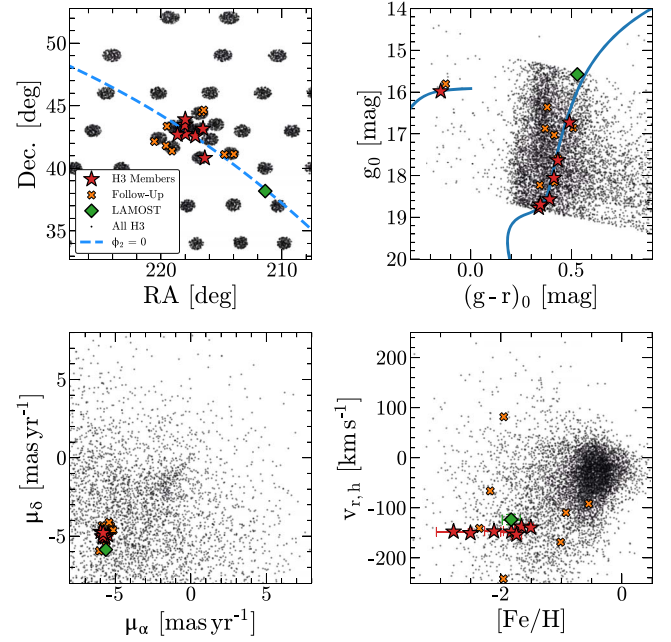 50
45
40
35
Dec. [deg]
H3 Members
Follow-Up
LAMOST
All H3
ϕ₂ = 0
220
210
RA [deg]
14
15
16
17
18
19
20
g₀ [mag]
0.0
0.5
(g - r)₀ [mag]
5
0
-5
μ_δ [mas yr⁻¹]
-5
0
5
μ_α [mas yr⁻¹]
200
100
0
-100
-200
v_r, h [km s⁻¹]
-2
0
[Fe/H]